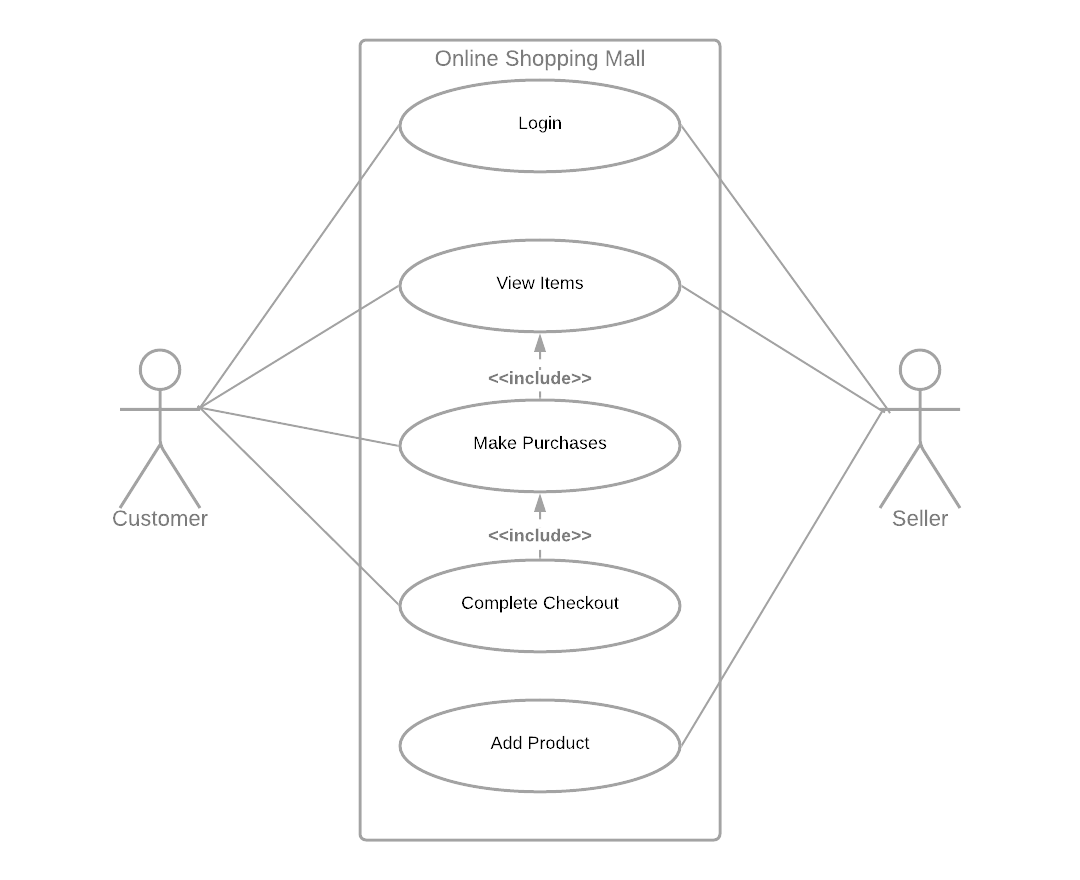 Online Shopping Mall
Login
View Items
<<include>>
Make Purchases
<<include>>
Customer
Seller
Complete Checkout
Add Product